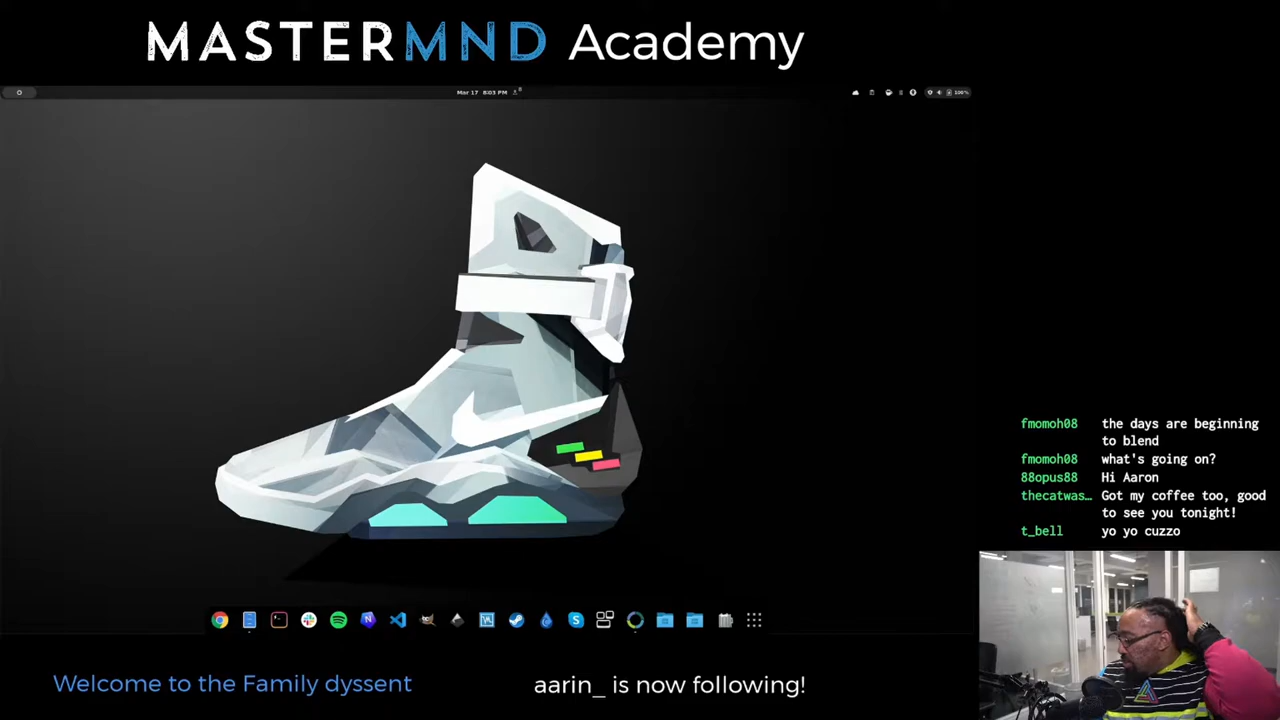 MASTERMND Academy
Mar 17 8:03 PM
100%
fmomoh08 the days are beginning
to blend
fmomoh08 what's going on?
88opus88 Hi Aaron
thecatwas… Got my coffee too, good
to see you tonight!
t_bell yo yo cuzzo
Welcome to the Family dyssent
aarin_ is now following!